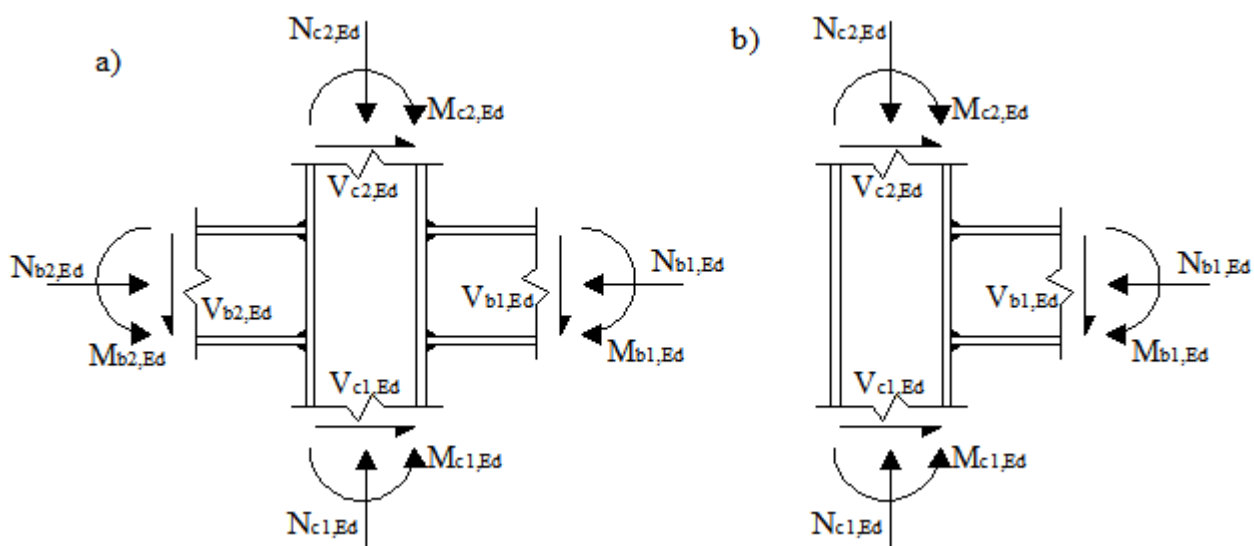 a)
Nc2,Ed
Mc2,Ed
Vc2,Ed
Nb2,Ed
Vb2,Ed
Mb2,Ed
Vb1,Ed
Nb1,Ed
Mb1,Ed
Vc1,Ed
Mc1,Ed
Nc1,Ed
b)
Nc2,Ed
Mc2,Ed
Vc2,Ed
Nb1,Ed
Vb1,Ed
Mb1,Ed
Vc1,Ed
Mc1,Ed
Nc1,Ed